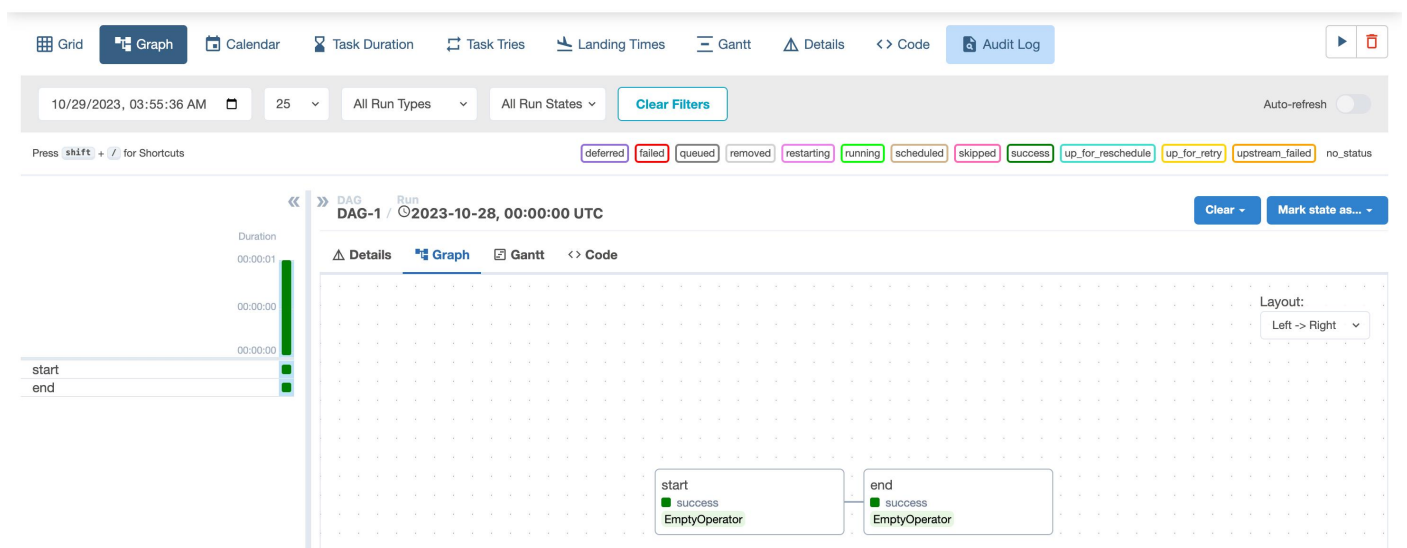 Grid Graph Calendar Task Duration Task Tries Landing Times Gantt Details <> Code Audit Log
10/29/2023, 03:55:36 AM 25 All Run Types All Run States Clear Filters Auto-refresh
Press shift + / for Shortcuts deferred failed queued removed restarting running scheduled skipped success up_for_reschedule up_for_retry upstream_failed no_status
DAG Run
DAG-1 / 2023-10-28, 00:00:00 UTC Clear Mark state as...
Duration
00:00:01
00:00:00
00:00:00
start
end
Details Graph Gantt <> Code
Layout:
Left -> Right
start
success
EmptyOperator
end
success
EmptyOperator